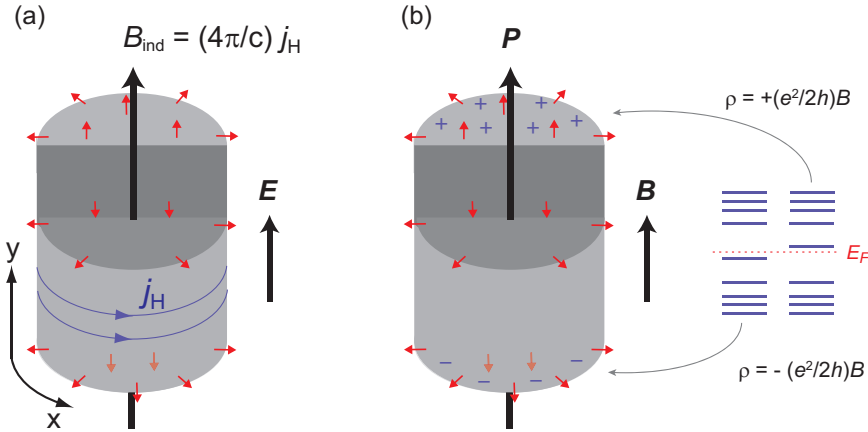 (a)
B_ind = (4π/c) j_H
E
y
j_H
x
(b)
P
+ + + + + +
B
− − − −
ρ = +(e²/2h)B
E_F
ρ = - (e²/2h)B